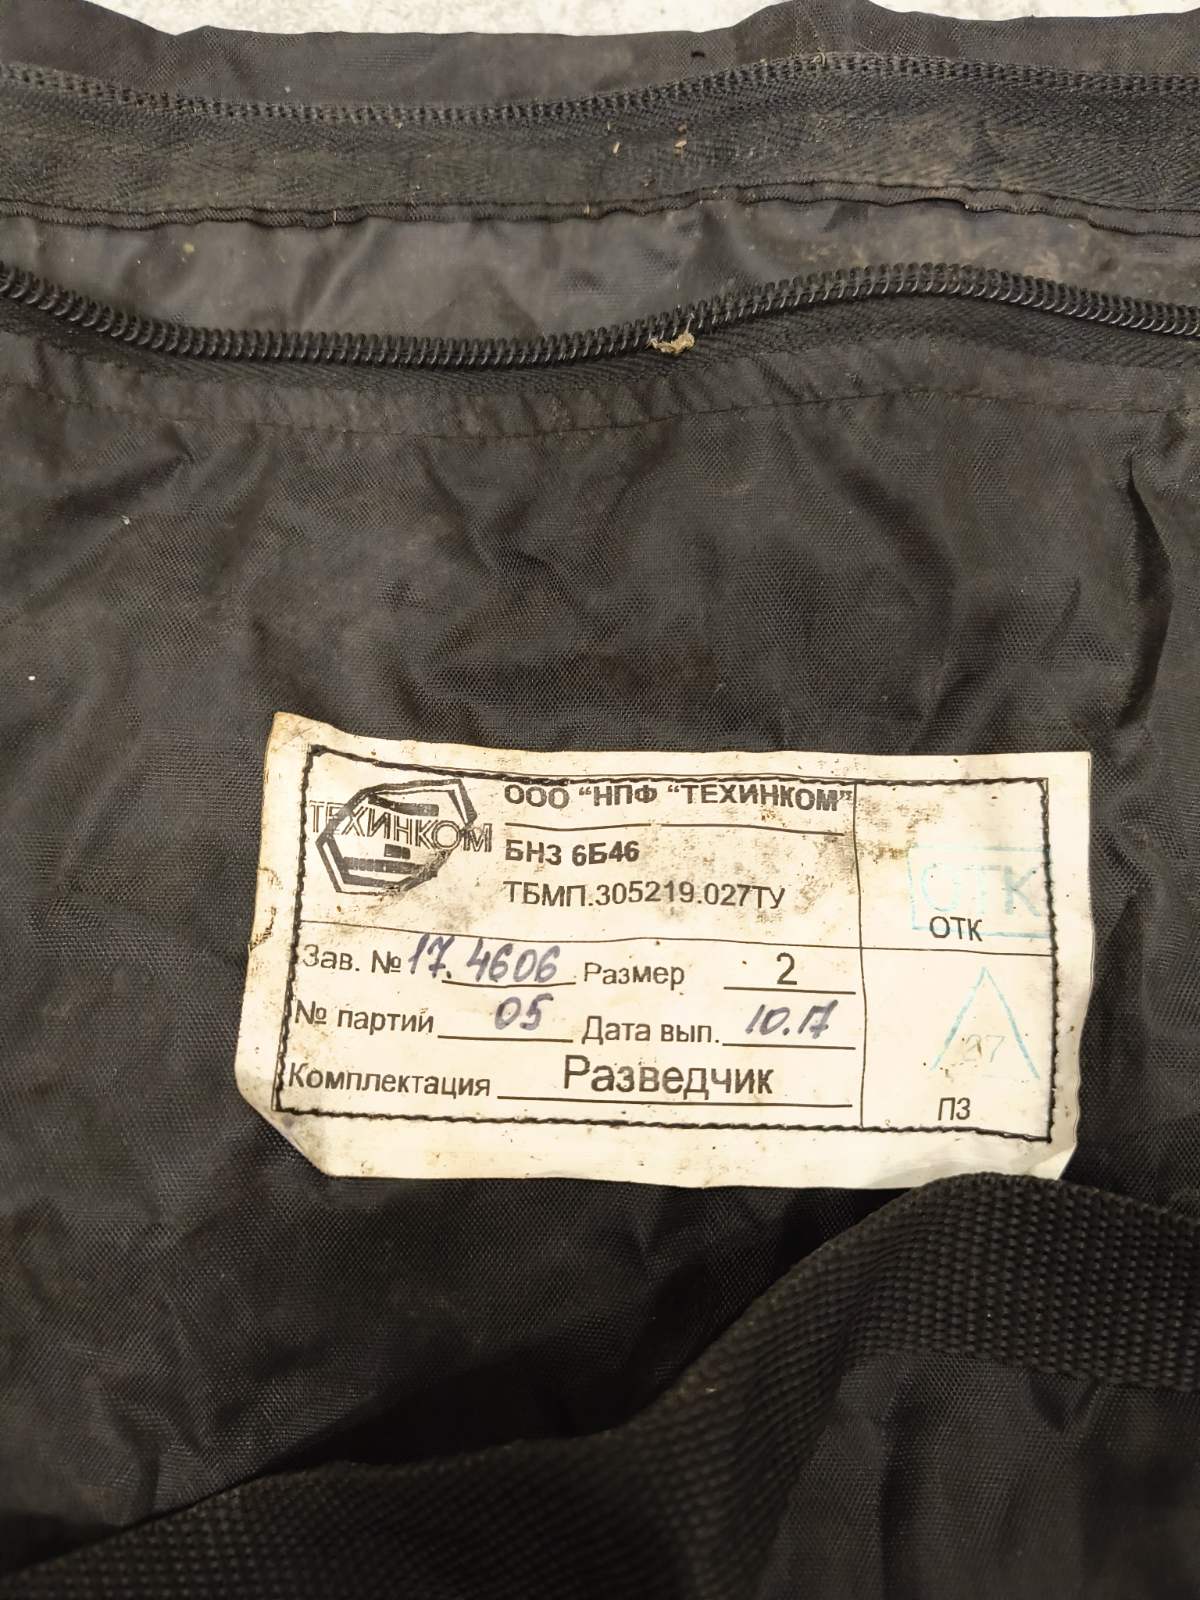 ТЕХИНКОМ
ООО “НПФ “ТЕХИНКОМ”
БНЗ 6Б46
ТБМП.305219.027ТУ
ОТК
ОТК
Зав. № 17.4606 Размер 2
№ партии 05 Дата вып. 10.17
27
Комплектация Разведчик
ПЗ